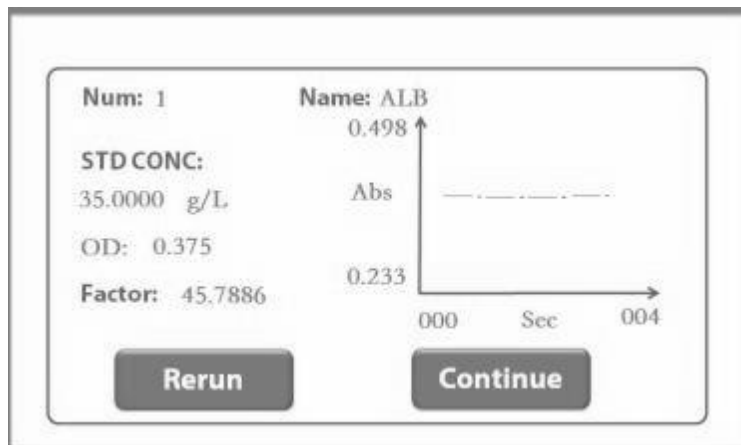 Num: 1
Name: ALB
0.498
STD CONC:
35.0000 g/L
Abs
OD: 0.375
0.233
Factor: 45.7886
000 Sec 004
Rerun
Continue